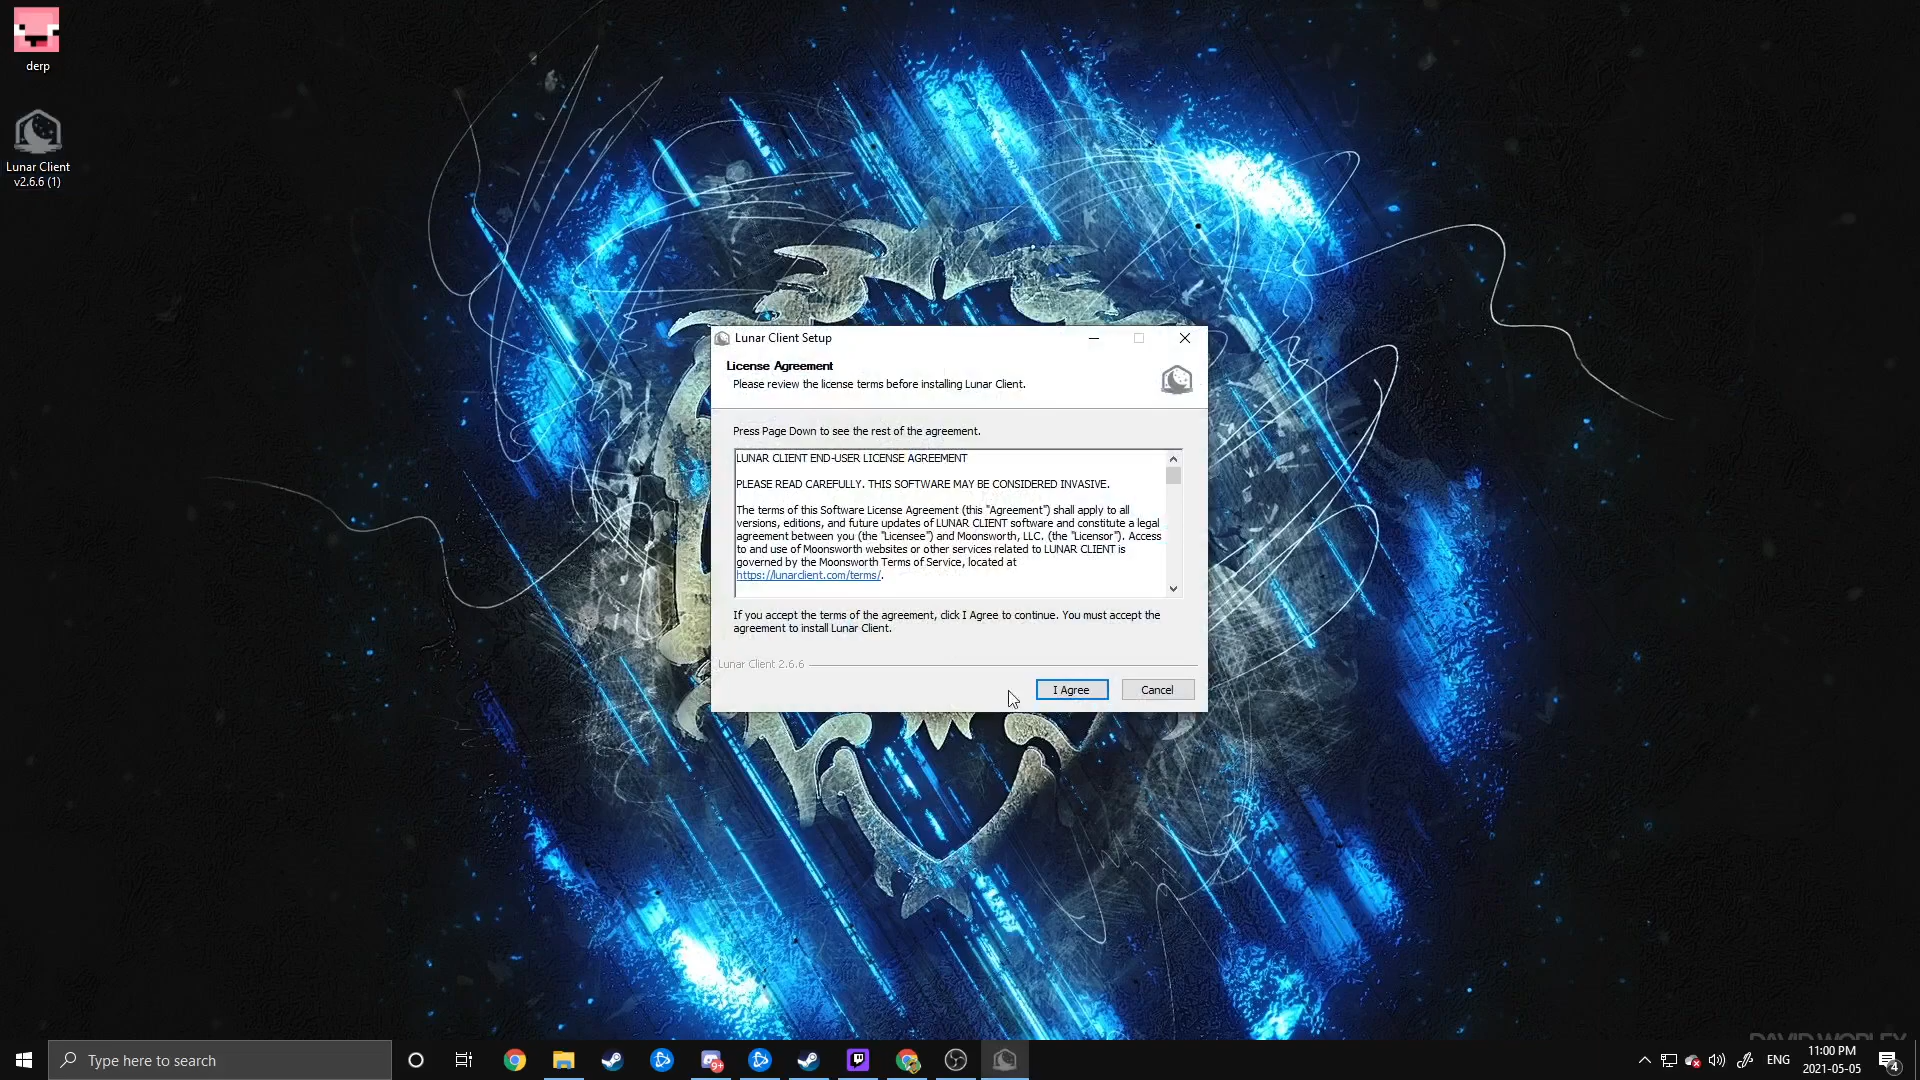 derp
Lunar Client
v2.6.6 (1)
Lunar Client Setup
License Agreement
Please review the license terms before installing Lunar Client.
Press Page Down to see the rest of the agreement.
LUNAR CLIENT END-USER LICENSE AGREEMENT
PLEASE READ CAREFULLY. THIS SOFTWARE MAY BE CONSIDERED INVASIVE.
The terms of this Software License Agreement (this "Agreement") shall apply to all
versions, editions, and future updates of LUNAR CLIENT software and constitute a legal
agreement between you (the "Licensee") and Moonsworth, LLC. (the "Licensor"). Access
to and use of Moonsworth websites or other services related to LUNAR CLIENT is
governed by the Moonsworth Terms of Service, located at
https://lunarclient.com/terms/.
If you accept the terms of the agreement, click I Agree to continue. You must accept the
agreement to install Lunar Client.
Lunar Client 2.6.6
I Agree
Cancel
Type here to search
9+
ENG
11:00 PM
2021-05-05
4